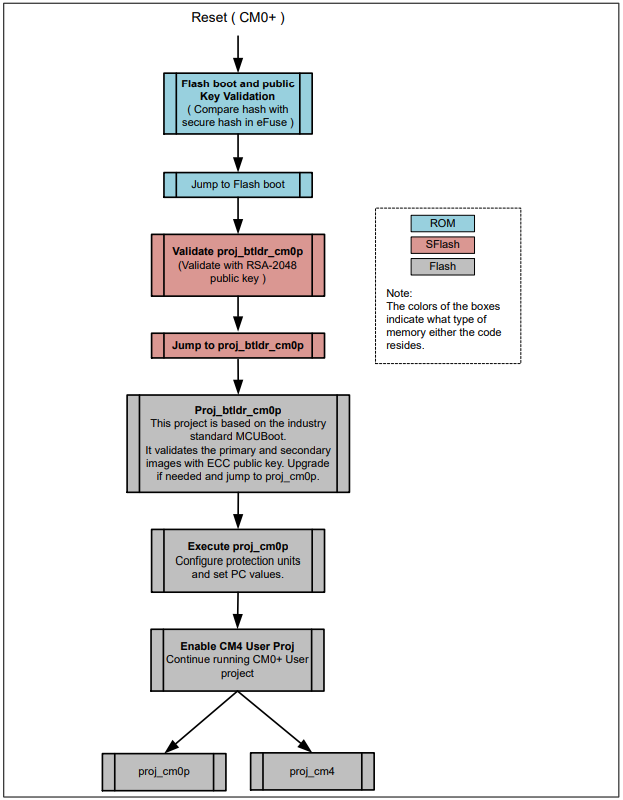 Reset ( CM0+ )
Flash boot and public
Key Validation
( Compare hash with
secure hash in eFuse )
Jump to Flash boot
Validate proj_btldr_cm0p
(Validate with RSA-2048
public key )
Jump to proj_btldr_cm0p
Proj_btldr_cm0p
This project is based on the industry
standard MCUBoot.
It validates the primary and secondary
images with ECC public key. Upgrade
if needed and jump to proj_cm0p.
Execute proj_cm0p
Configure protection units
and set PC values.
Enable CM4 User Proj
Continue running CM0+ User
project
proj_cm0p
proj_cm4
ROM
SFlash
Flash
Note:
The colors of the boxes
indicate what type of
memory either the code
resides.